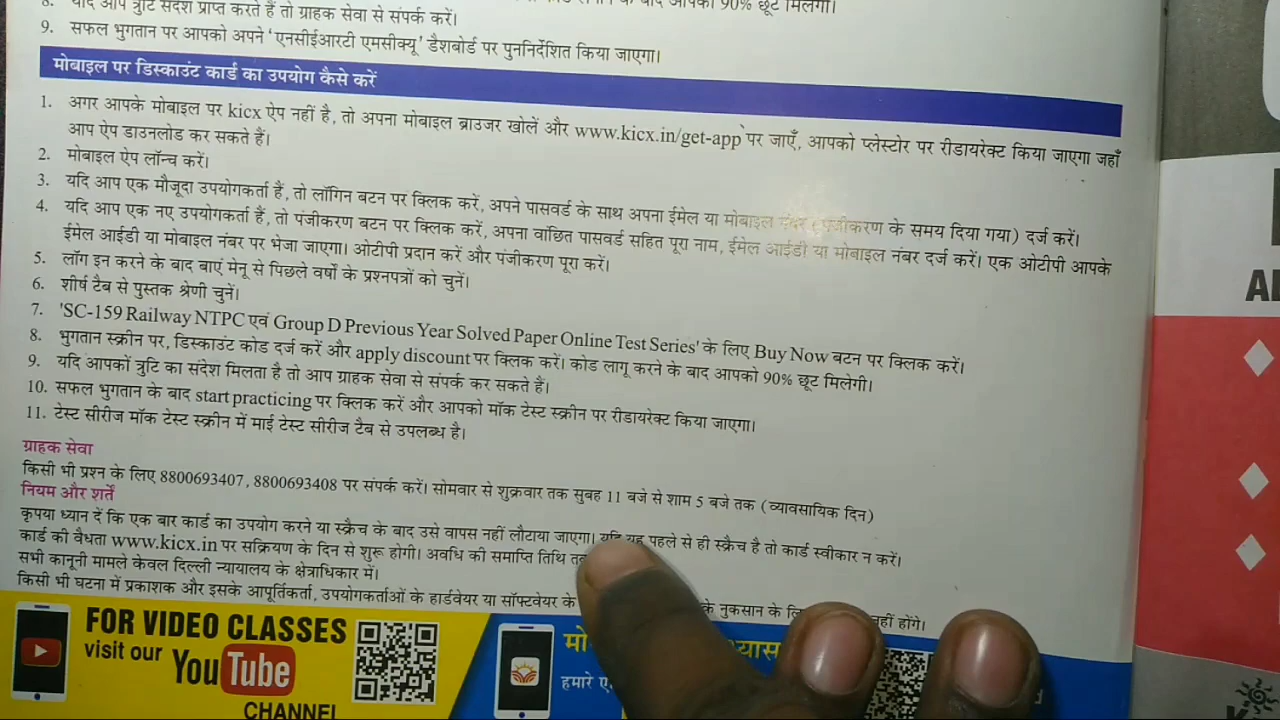 8. यदि आप त्रुटि संदेश प्राप्त करते हैं तो ग्राहक सेवा से संपर्क करें।
के बाद आपको 90% छूट मिलेगी।
9. सफल भुगतान पर आपको अपने 'एनसीईआरटी एमसीक्यू' डैशबोर्ड पर पुनर्निर्देशित किया जाएगा।
मोबाइल पर डिस्काउंट कार्ड का उपयोग कैसे करें
1. अगर आपके मोबाइल पर kicx ऐप नहीं है, तो अपना मोबाइल ब्राउजर खोलें और www.kicx.in/get-app पर जाएँ, आपको प्लेस्टोर पर रीडायरेक्ट किया जाएगा जहाँ
आप ऐप डाउनलोड कर सकते हैं।
2. मोबाइल ऐप लॉन्च करें।
3. यदि आप एक मौजूदा उपयोगकर्ता हैं, तो लॉगिन बटन पर क्लिक करें, अपने पासवर्ड के साथ अपना ईमेल या मोबाइल नंबर (पंजीकरण के समय दिया गया) दर्ज करें।
4. यदि आप एक नए उपयोगकर्ता हैं, तो पंजीकरण बटन पर क्लिक करें, अपना वांछित पासवर्ड सहित पूरा नाम, ईमेल आईडी या मोबाइल नंबर दर्ज करें। एक ओटीपी आपके
ईमेल आईडी या मोबाइल नंबर पर भेजा जाएगा। ओटीपी प्रदान करें और पंजीकरण पूरा करें।
5. लॉग इन करने के बाद बाएं मेनू से पिछले वर्षों के प्रश्नपत्रों को चुनें।
6. शीर्ष टैब से पुस्तक श्रेणी चुनें।
7. 'SC-159 Railway NTPC एवं Group D Previous Year Solved Paper Online Test Series' के लिए Buy Now बटन पर क्लिक करें।
8. भुगतान स्क्रीन पर, डिस्काउंट कोड दर्ज करें और apply discount पर क्लिक करें। कोड लागू करने के बाद आपको 90% छूट मिलेगी।
9. यदि आपको त्रुटि का संदेश मिलता है तो आप ग्राहक सेवा से संपर्क कर सकते हैं।
10. सफल भुगतान के बाद start practicing पर क्लिक करें और आपको मॉक टेस्ट स्क्रीन पर रीडायरेक्ट किया जाएगा।
11. टेस्ट सीरीज मॉक टेस्ट स्क्रीन में माई टेस्ट सीरीज टैब से उपलब्ध है।
ग्राहक सेवा
किसी भी प्रश्न के लिए 8800693407, 8800693408 पर संपर्क करें। सोमवार से शुक्रवार तक सुबह 11 बजे से शाम 5 बजे तक (व्यावसायिक दिन)
नियम और शर्तें
कृपया ध्यान दें कि एक बार कार्ड का उपयोग करने या स्क्रैच के बाद उसे वापस नहीं लौटाया जाएगा। यदि यह पहले से ही स्क्रैच है तो कार्ड स्वीकार न करें।
कार्ड की वैधता www.kicx.in पर सक्रियण के दिन से शुरू होगी। अवधि की समाप्ति तिथि
सभी कानूनी मामले केवल दिल्ली न्यायालय के क्षेत्राधिकार में।
किसी भी घटना में प्रकाशक और इसके आपूर्तिकर्ता, उपयोगकर्ताओं के हार्डवेयर या सॉफ्टवेयर के के नुकसान के नहीं होंगे।
FOR VIDEO CLASSES
visit our
YouTube
CHANNEL
हमारे